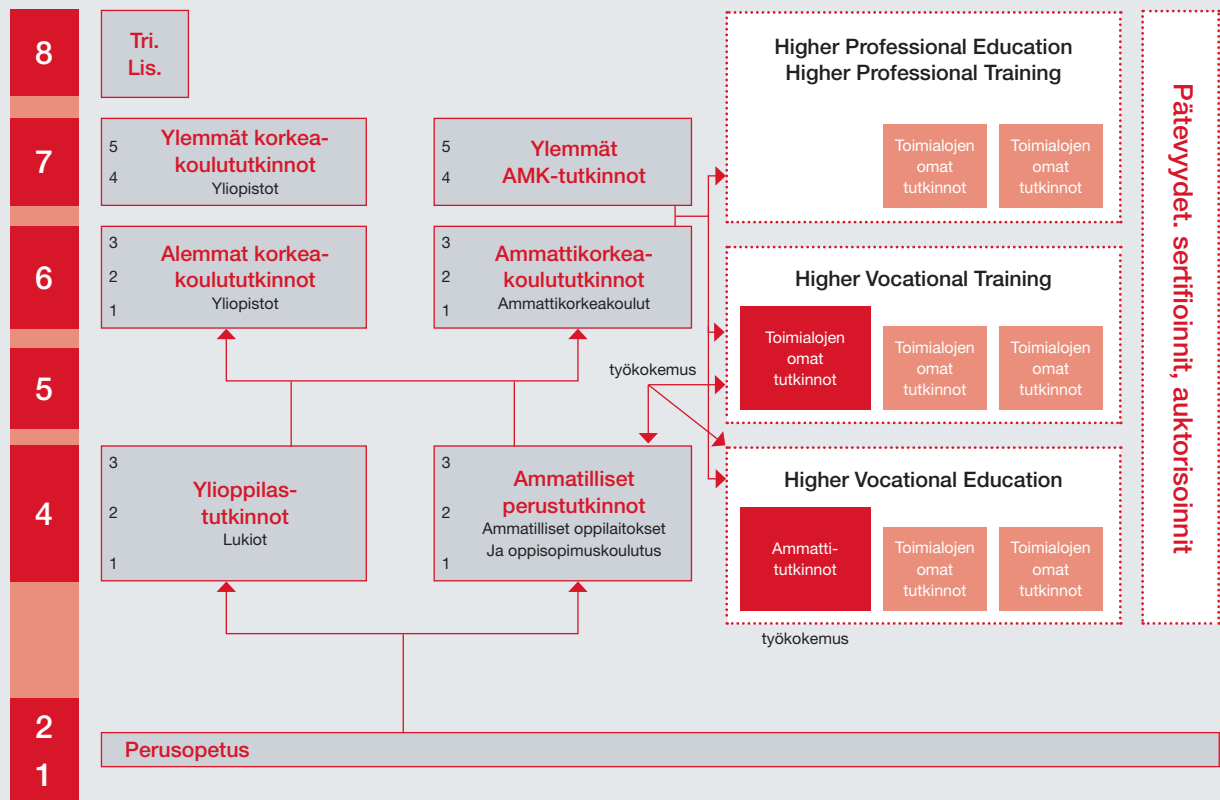 8
Tri.
Lis.
Higher Professional Education
Higher Professional Training
Toimialojen
omat
tutkinnot
Toimialojen
omat
tutkinnot
7
5
4
Ylemmät korkea-
koulututkinnot
Yliopistot
5
4
Ylemmät
AMK-tutkinnot
6
3
2
1
Alemmat korkea-
koulututkinnot
Yliopistot
3
2
1
Ammattikorkea-
koulututkinnot
Ammattikorkeakoulut
Higher Vocational Training
Toimialojen
omat
tutkinnot
Toimialojen
omat
tutkinnot
Toimialojen
omat
tutkinnot
5
työkokemus
4
3
2
1
Ylioppilas-
tutkinnot
Lukiot
3
2
1
Ammatilliset
perustutkinnot
Ammatilliset oppilaitokset
Ja oppisopimuskoulutus
Higher Vocational Education
Ammatti-
tutkinnot
Toimialojen
omat
tutkinnot
Toimialojen
omat
tutkinnot
työkokemus
Pätevyydet. sertifioinnit, auktorisoinnit
2
Perusopetus
1